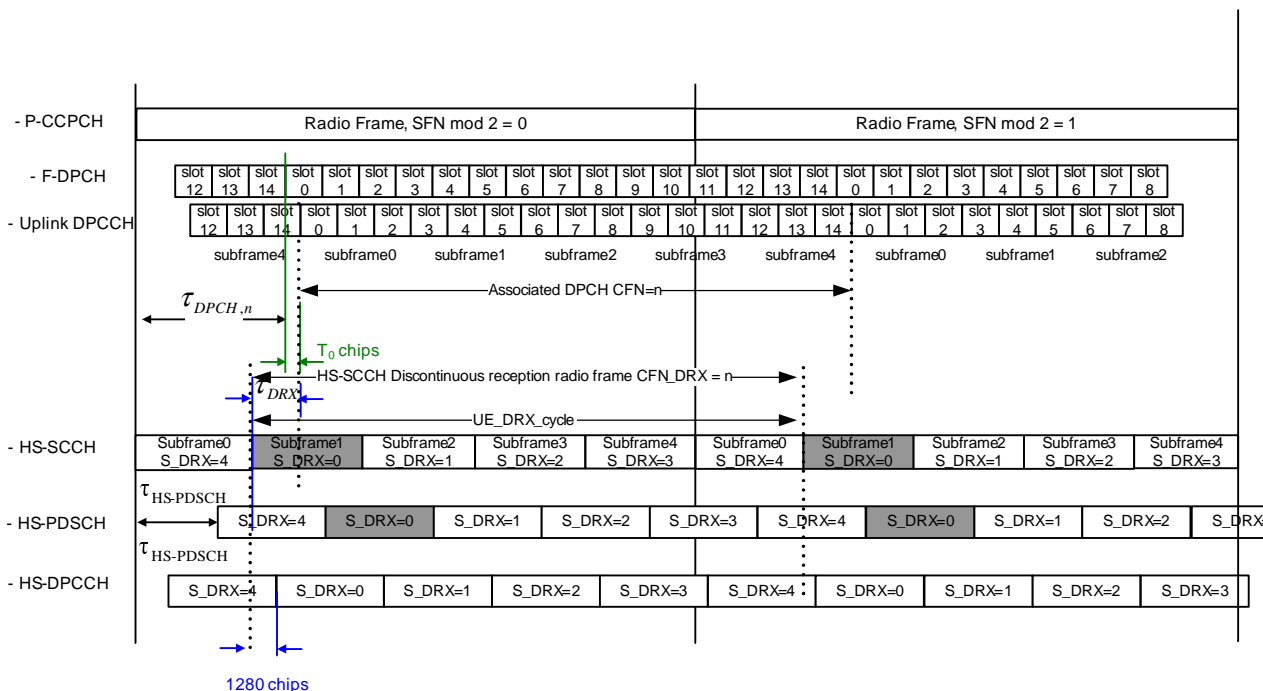 - P-CCPCH
Radio Frame, SFN mod 2 = 0
Radio Frame, SFN mod 2 = 1
- F-DPCH
slot 12 slot 13 slot 14 slot 0 slot 1 slot 2 slot 3 slot 4 slot 5 slot 6 slot 7 slot 8 slot 9 slot 10 slot 11 slot 12 slot 13 slot 14 slot 0 slot 1 slot 2 slot 3 slot 4 slot 5 slot 6 slot 7 slot 8
- Uplink DPCCH
slot 12 slot 13 slot 14 slot 0 slot 1 slot 2 slot 3 slot 4 slot 5 slot 6 slot 7 slot 8 slot 9 slot 10 slot 11 slot 12 slot 13 slot 14 slot 0 slot 1 slot 2 slot 3 slot 4 slot 5 slot 6 slot 7 slot 8
subframe4 subframe0 subframe1 subframe2 subframe3 subframe4 subframe0 subframe1 subframe2
Associated DPCH CFN=n
τDPCH,n
T0 chips
HS-SCCH Discontinuous reception radio frame CFN_DRX = n
τDRX
UE_DRX_cycle
- HS-SCCH
Subframe0 Subframe1 Subframe2 Subframe3 Subframe4 Subframe0 Subframe1 Subframe2 Subframe3 Subframe4
S_DRX=4 S_DRX=0 S_DRX=1 S_DRX=2 S_DRX=3 S_DRX=4 S_DRX=0 S_DRX=1 S_DRX=2 S_DRX=3
τHS-PDSCH
- HS-PDSCH
S_DRX=4 S_DRX=0 S_DRX=1 S_DRX=2 S_DRX=3 S_DRX=4 S_DRX=0 S_DRX=1 S_DRX=2 S_DRX=
τHS-PDSCH
- HS-DPCCH
S_DRX=4 S_DRX=0 S_DRX=1 S_DRX=2 S_DRX=3 S_DRX=4 S_DRX=0 S_DRX=1 S_DRX=2 S_DRX=3
1280 chips